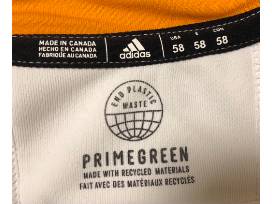 MADE IN CANADA
HECHO EN CANADA
FABRIQUÉ AU CANADA
adidas
USA
58
E
58
CDN
58
END PLASTIC
WASTE
PRIMEGREEN
MADE WITH RECYCLED MATERIALS
FAIT AVEC DES MATÉRIAUX RECYCLÉS